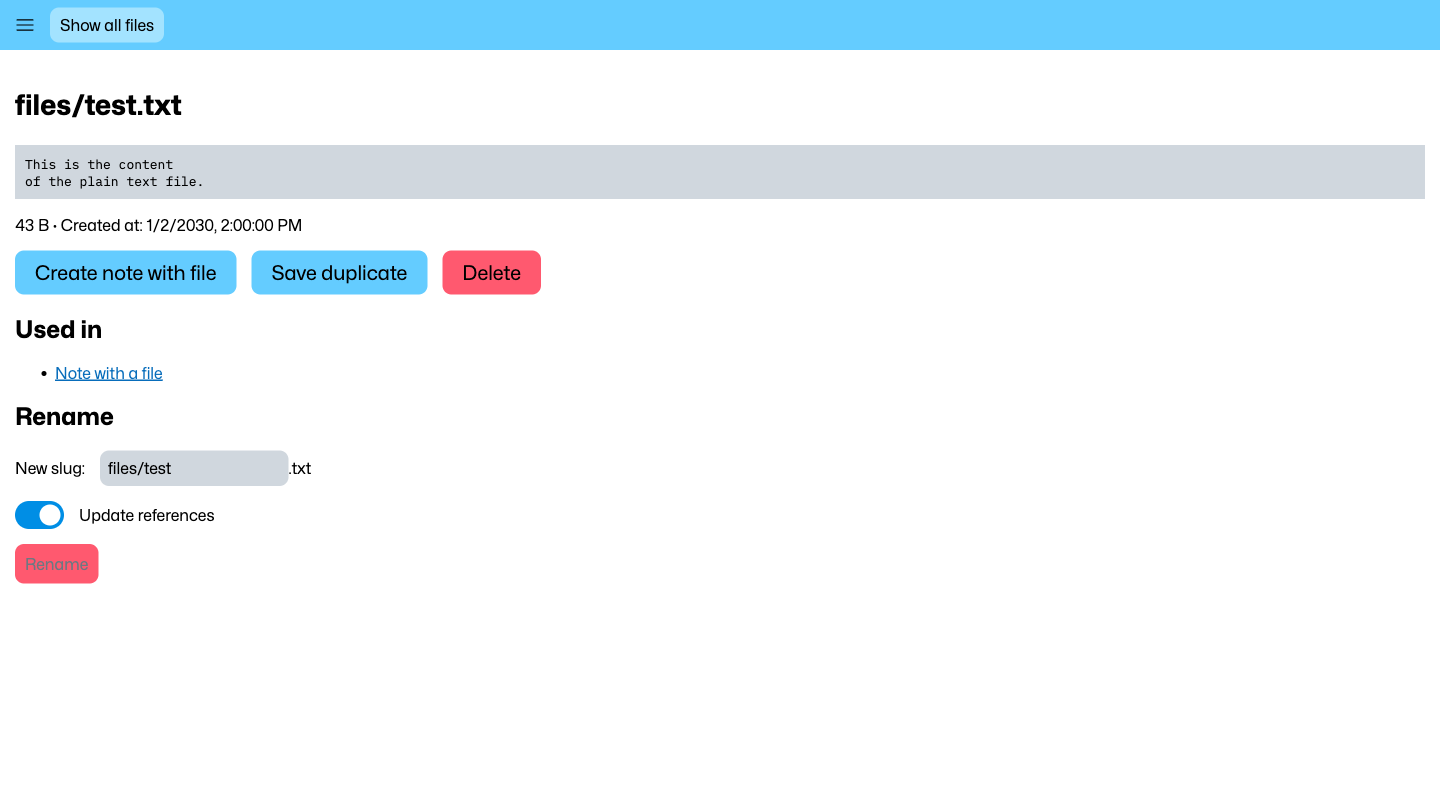 Show all files
files/test.txt
This is the content
of the plain text file.
43 B • Created at: 1/2/2030, 2:00:00 PM
Create note with file Save duplicate Delete
Used in
• Note with a file
Rename
New slug: files/test .txt
Update references
Rename